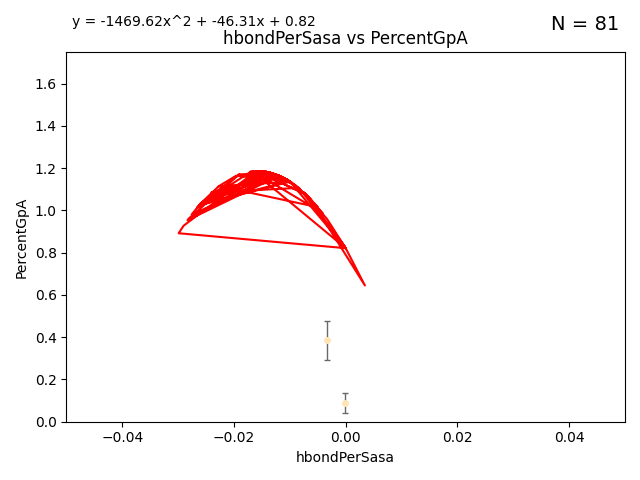 y = -1469.62x^2 + -46.31x + 0.82
N = 81
hbondPerSasa vs PercentGpA
PercentGpA
1.6
1.4
1.2
1.0
0.8
0.6
0.4
0.2
0.0
−0.04
−0.02
0.00
0.02
0.04
hbondPerSasa